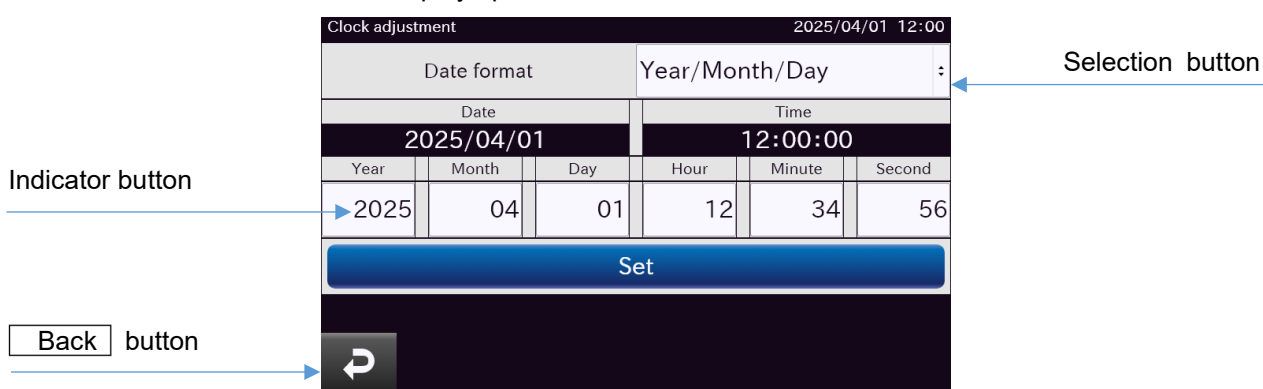 Clock adjustment 2025/04/01 12:00
Date format Year/Month/Day
Selection button
Date Time
2025/04/01 12:00:00
Year Month Day Hour Minute Second
Indicator button
2025 04 01 12 34 56
Set
Back button